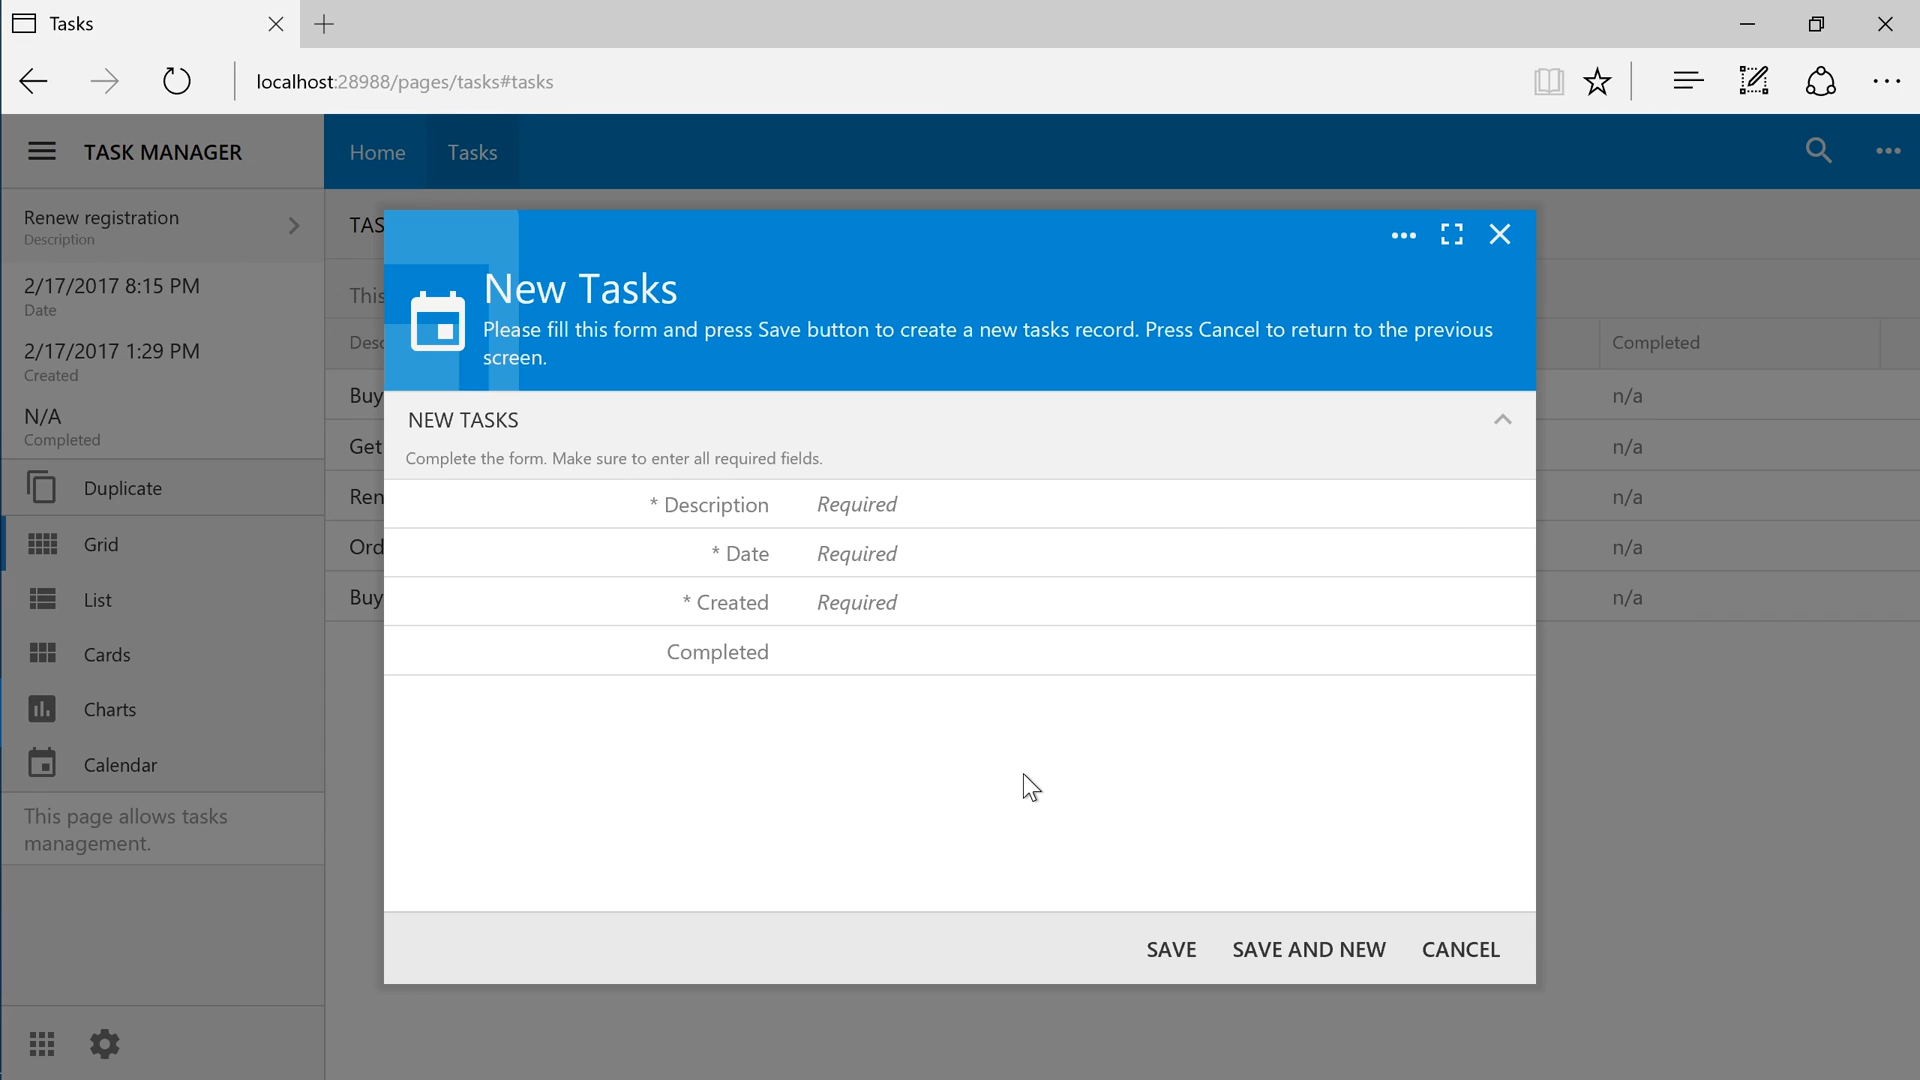 Tasks
localhost:28988/pages/tasks#tasks
TASK MANAGER
Home
Tasks
Renew registration
Description
2/17/2017 8:15 PM
Date
2/17/2017 1:29 PM
Created
N/A
Completed
Duplicate
Grid
List
Cards
Charts
Calendar
This page allows tasks
management.
TAS
This
Desc
Completed
Buy
n/a
Get
n/a
Ren
n/a
Ord
n/a
Buy
n/a
New Tasks
Please fill this form and press Save button to create a new tasks record. Press Cancel to return to the previous
screen.
NEW TASKS
Complete the form. Make sure to enter all required fields.
* Description Required
* Date Required
* Created Required
Completed
SAVE SAVE AND NEW CANCEL